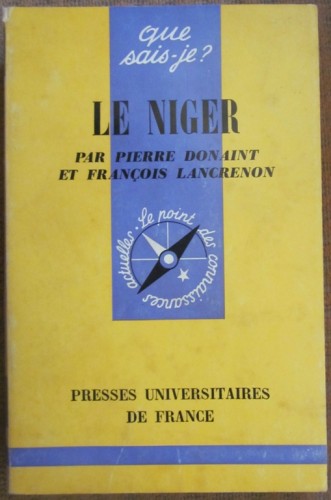 que
sais-je?
LE NIGER
PAR PIERRE DONAINT
ET FRANÇOIS LANCRENON
Le point des connaissances actuelles
PRESSES UNIVERSITAIRES
DE FRANCE